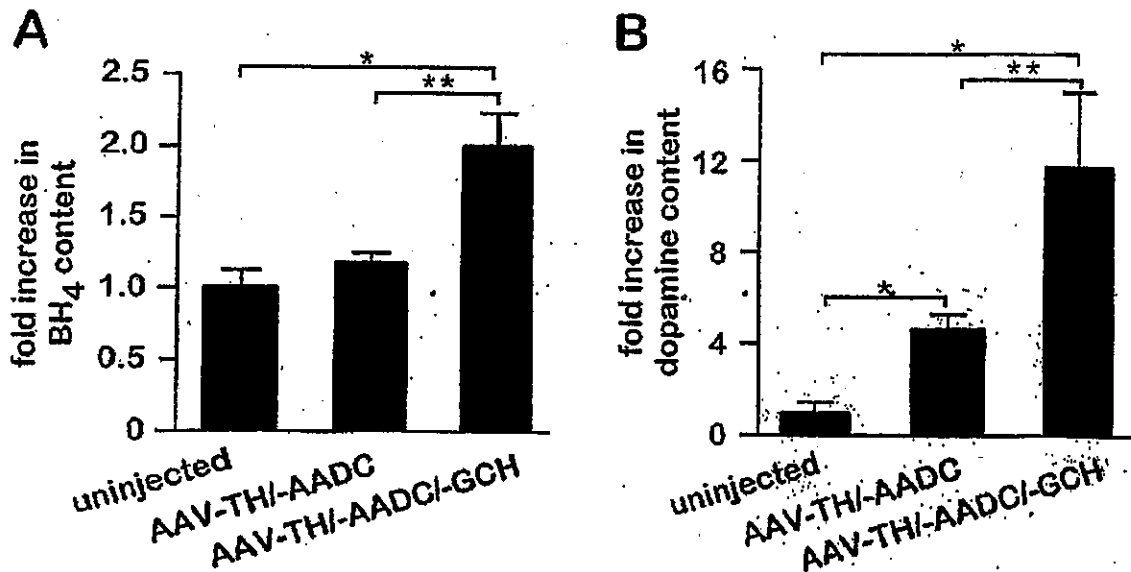 A
fold increase in
BH4 content
2.5
2.0
1.5
1.0
0.5
0
*
**
uninjected
AAV-TH/-AADC
AAV-TH/-AADC/-GCH
B
fold increase in
dopamine content
16
12
8
4
0
*
**
*
uninjected
AAV-TH/-AADC
AAV-TH/-AADC/-GCH